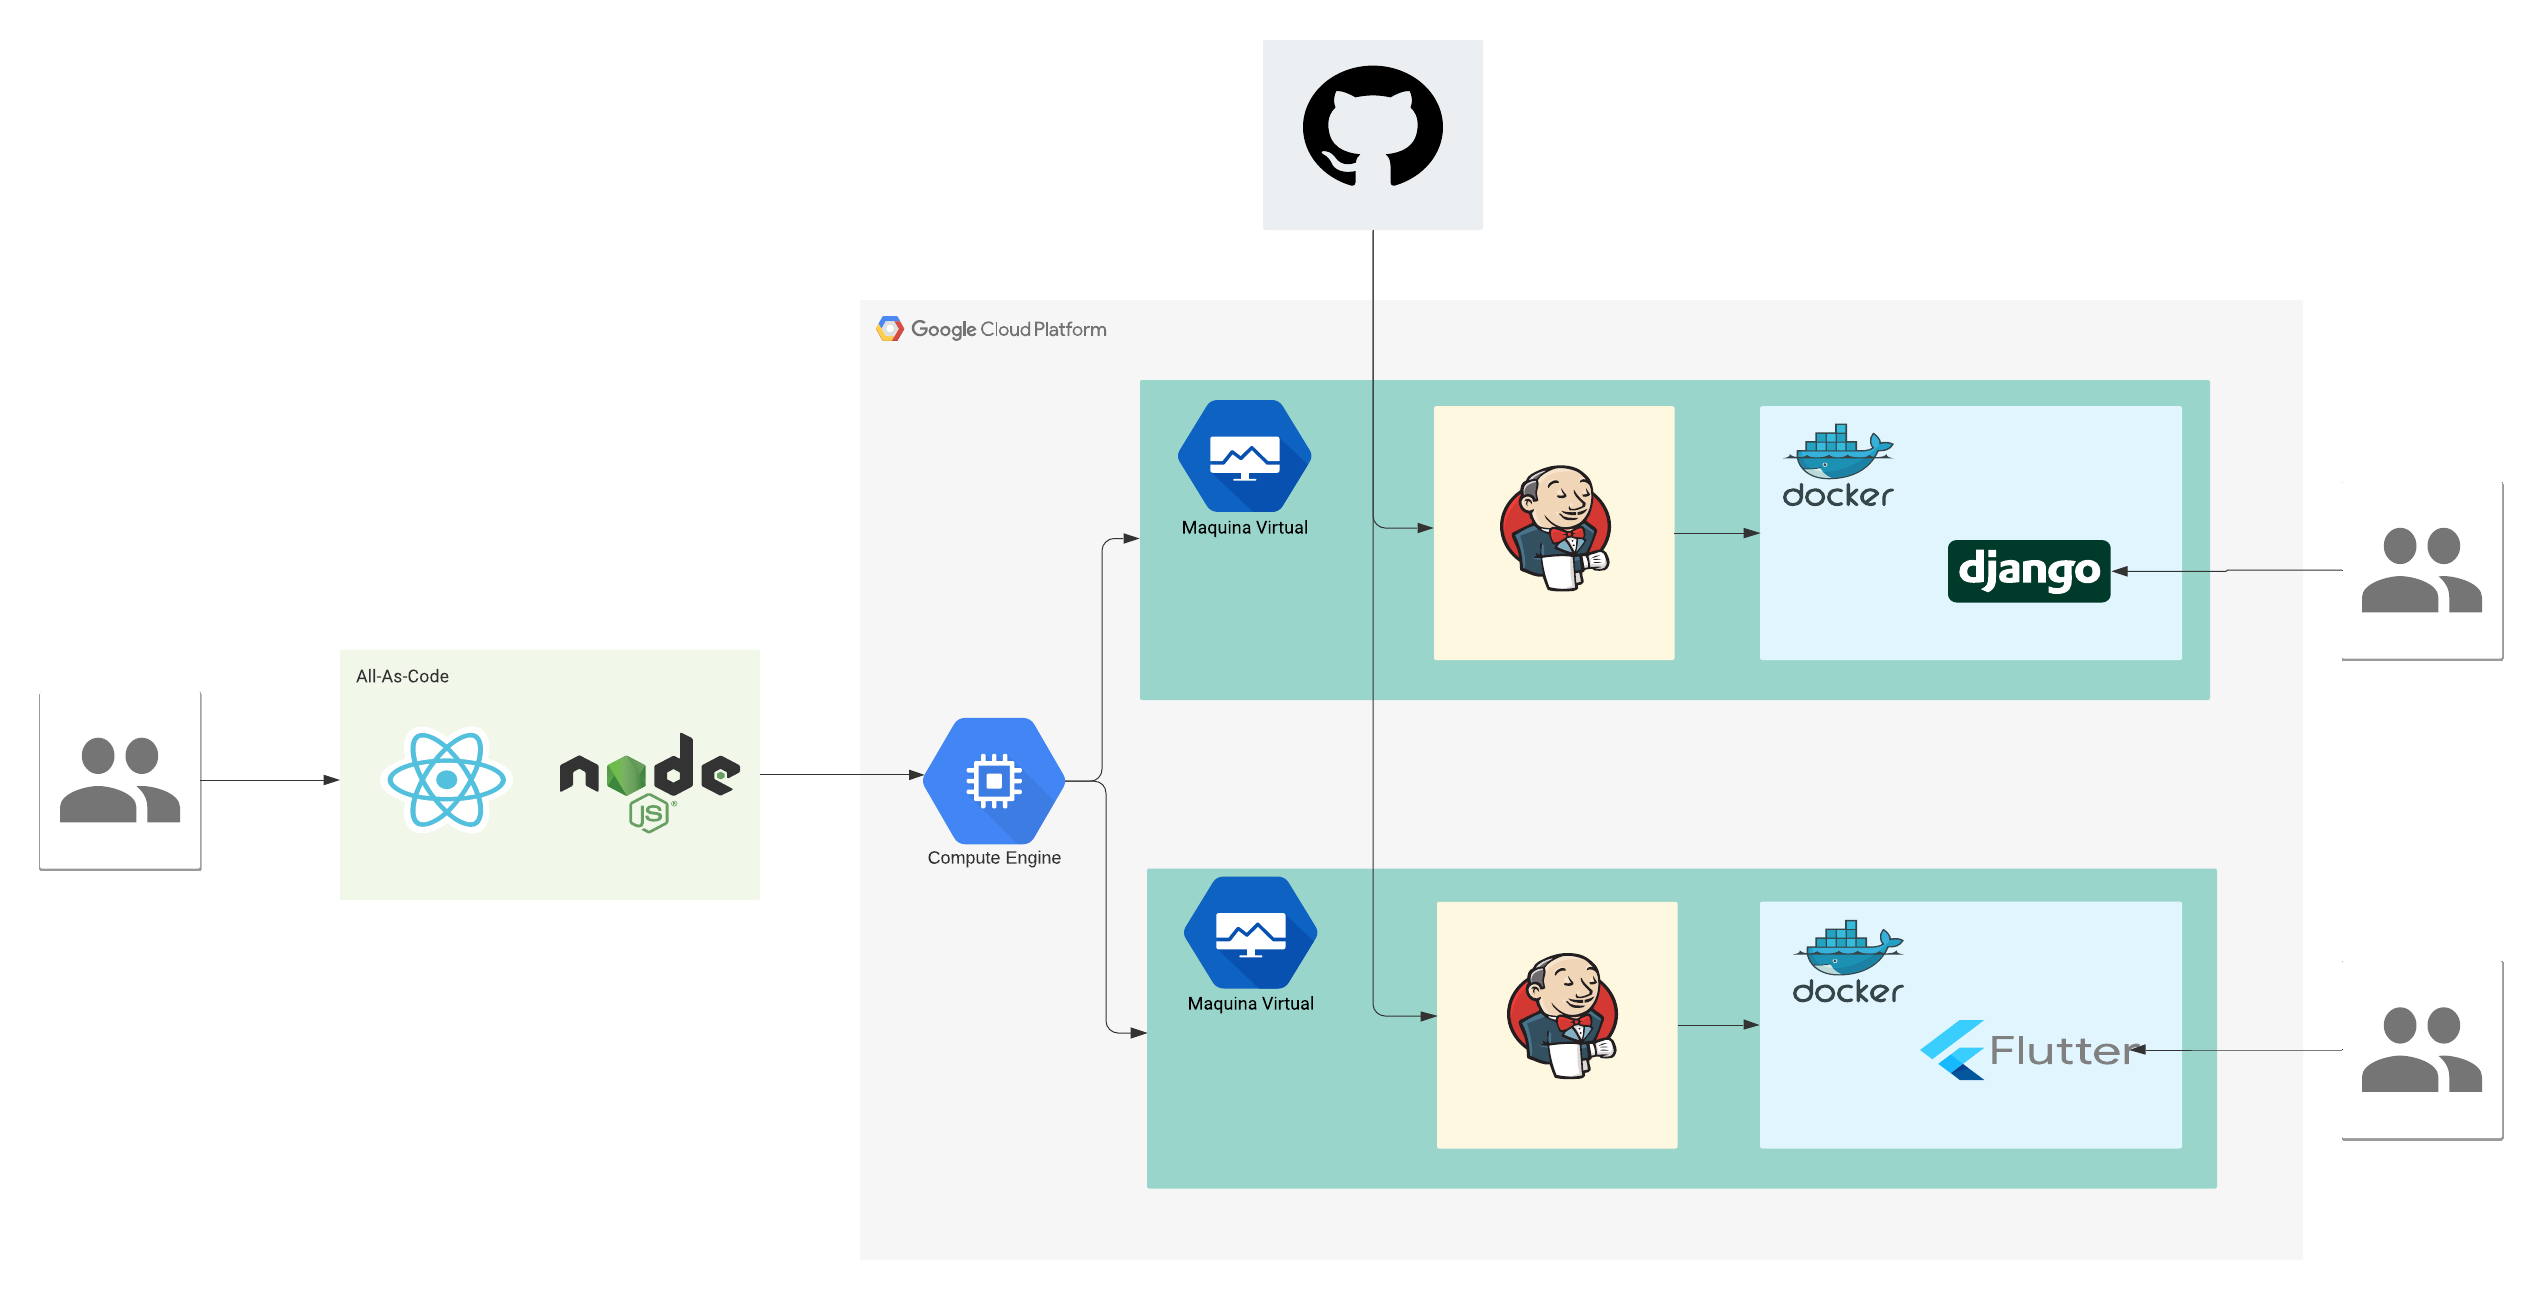 Google Cloud Platform
Maquina Virtual
docker
django
All-As-Code
node
JS
Compute Engine
Maquina Virtual
docker
Flutter